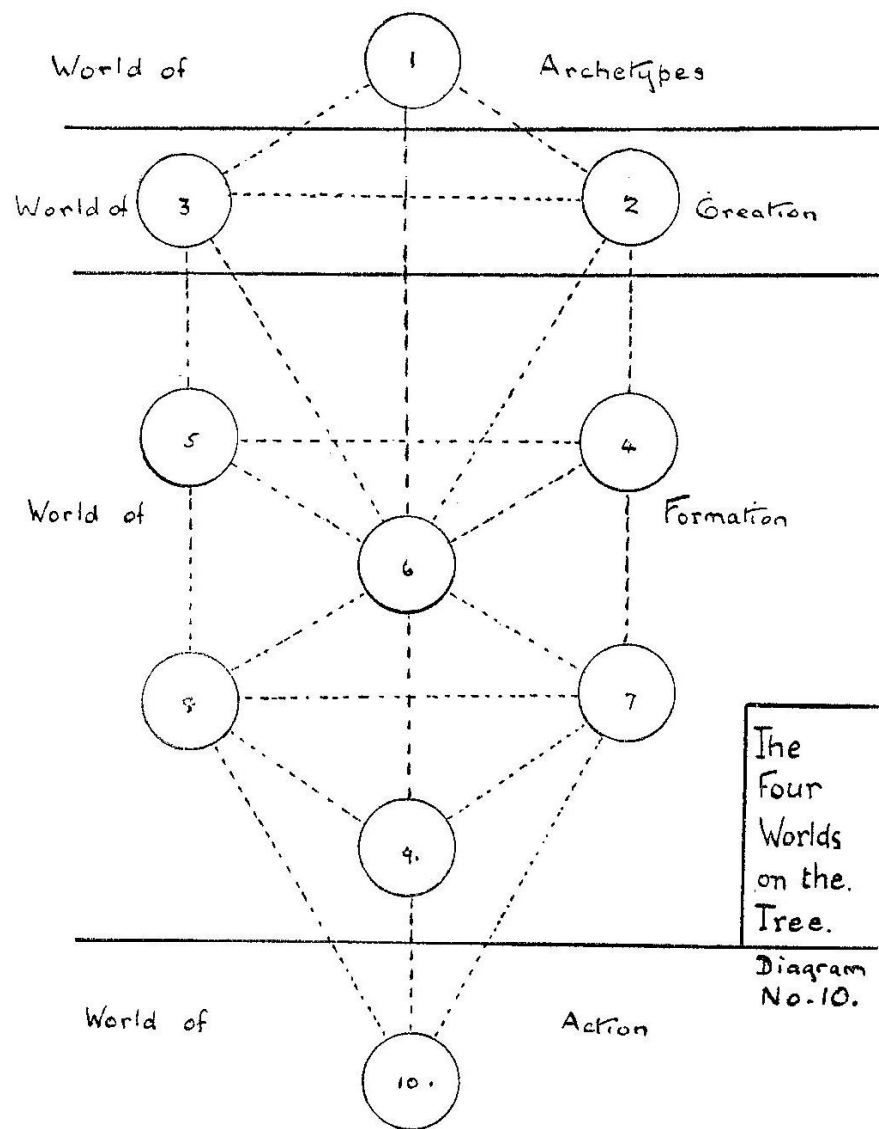 1
World of Archetypes
3 2
World of Creation
5 4
World of Formation
6
8 7
The
Four
Worlds
on the.
Tree.
9.
Diagram
No. 10.
World of Action
10.